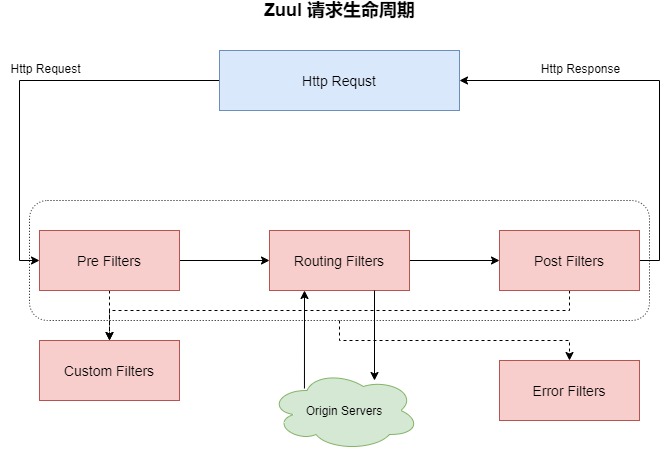 Zuul 请求生命周期
Http Request
Http Requst
Http Response
Pre Filters
Routing Filters
Post Filters
Custom Filters
Origin Servers
Error Filters